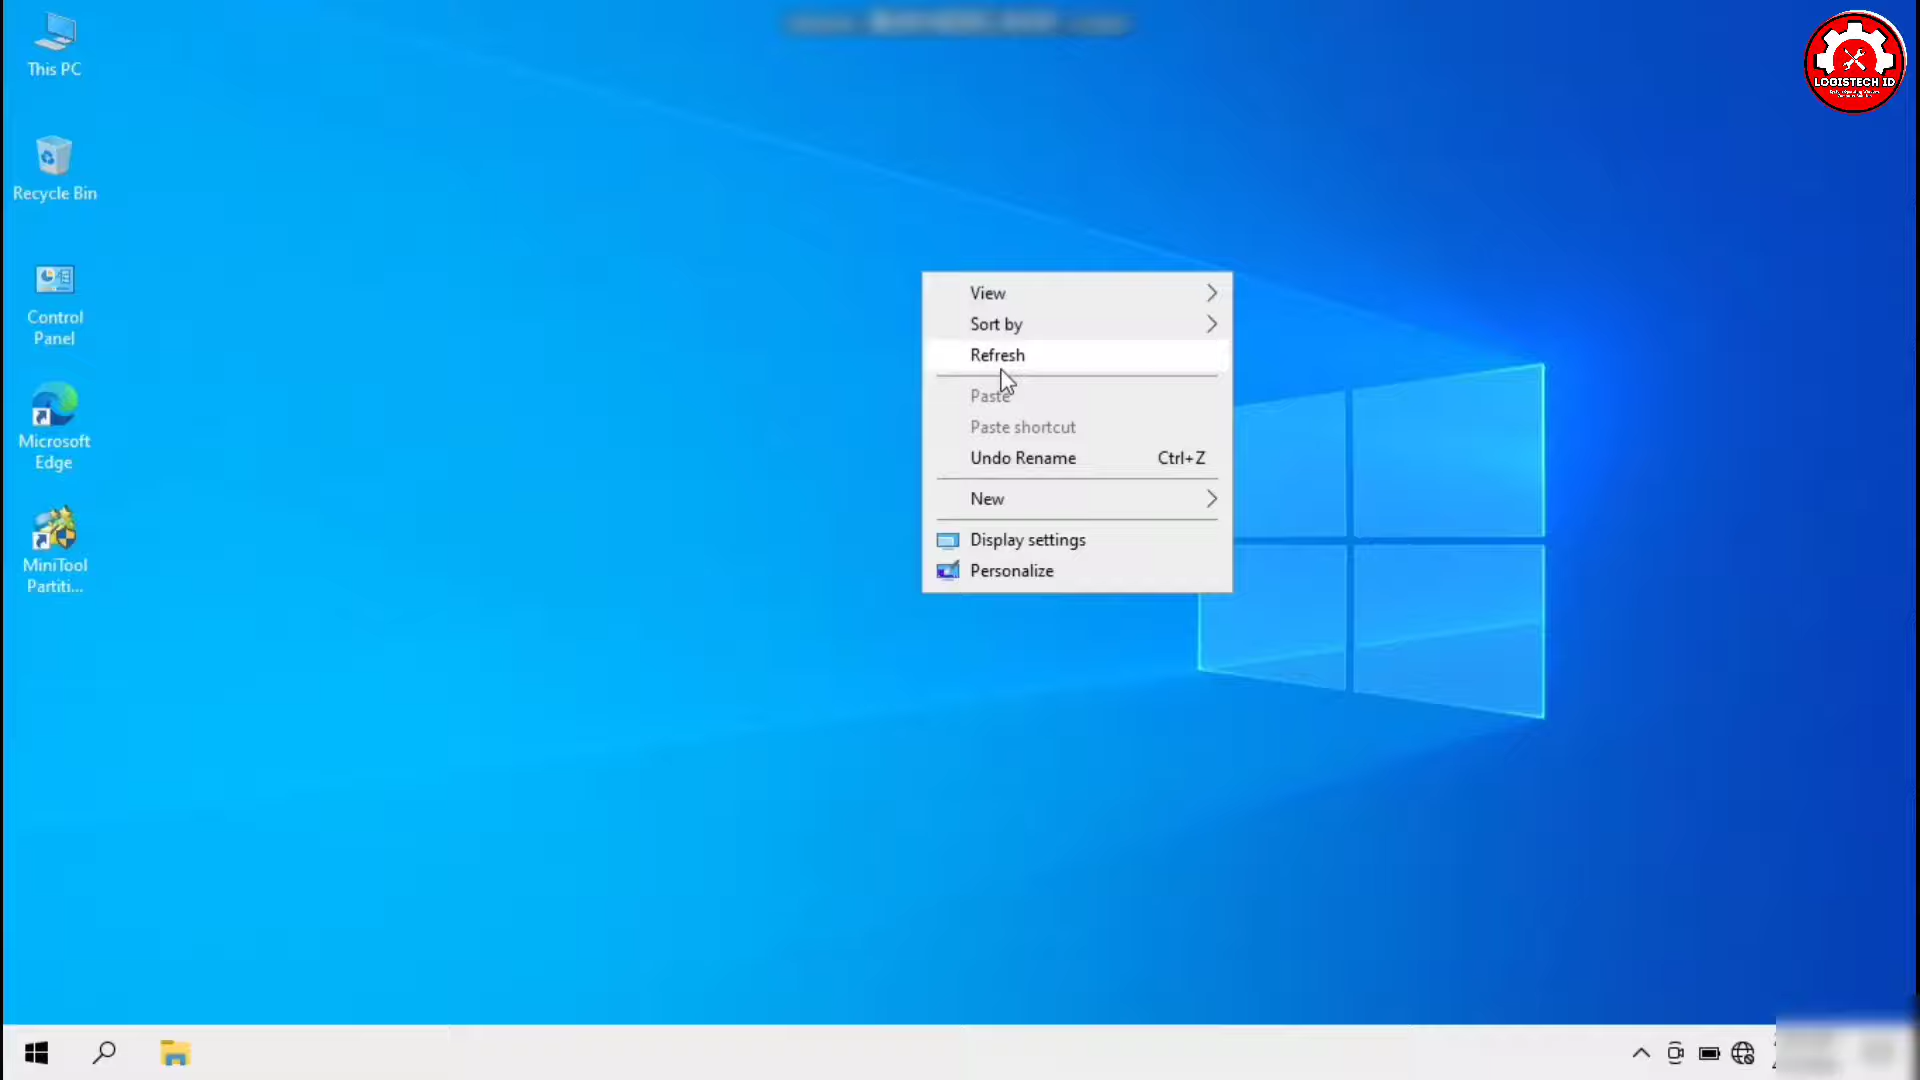 This PC
Recycle Bin
Control
Panel
Microsoft
Edge
MiniTool
Partiti...
LOGISTECH ID
View
Sort by
Refresh
Paste
Paste shortcut
Undo Rename Ctrl+Z
New
Display settings
Personalize